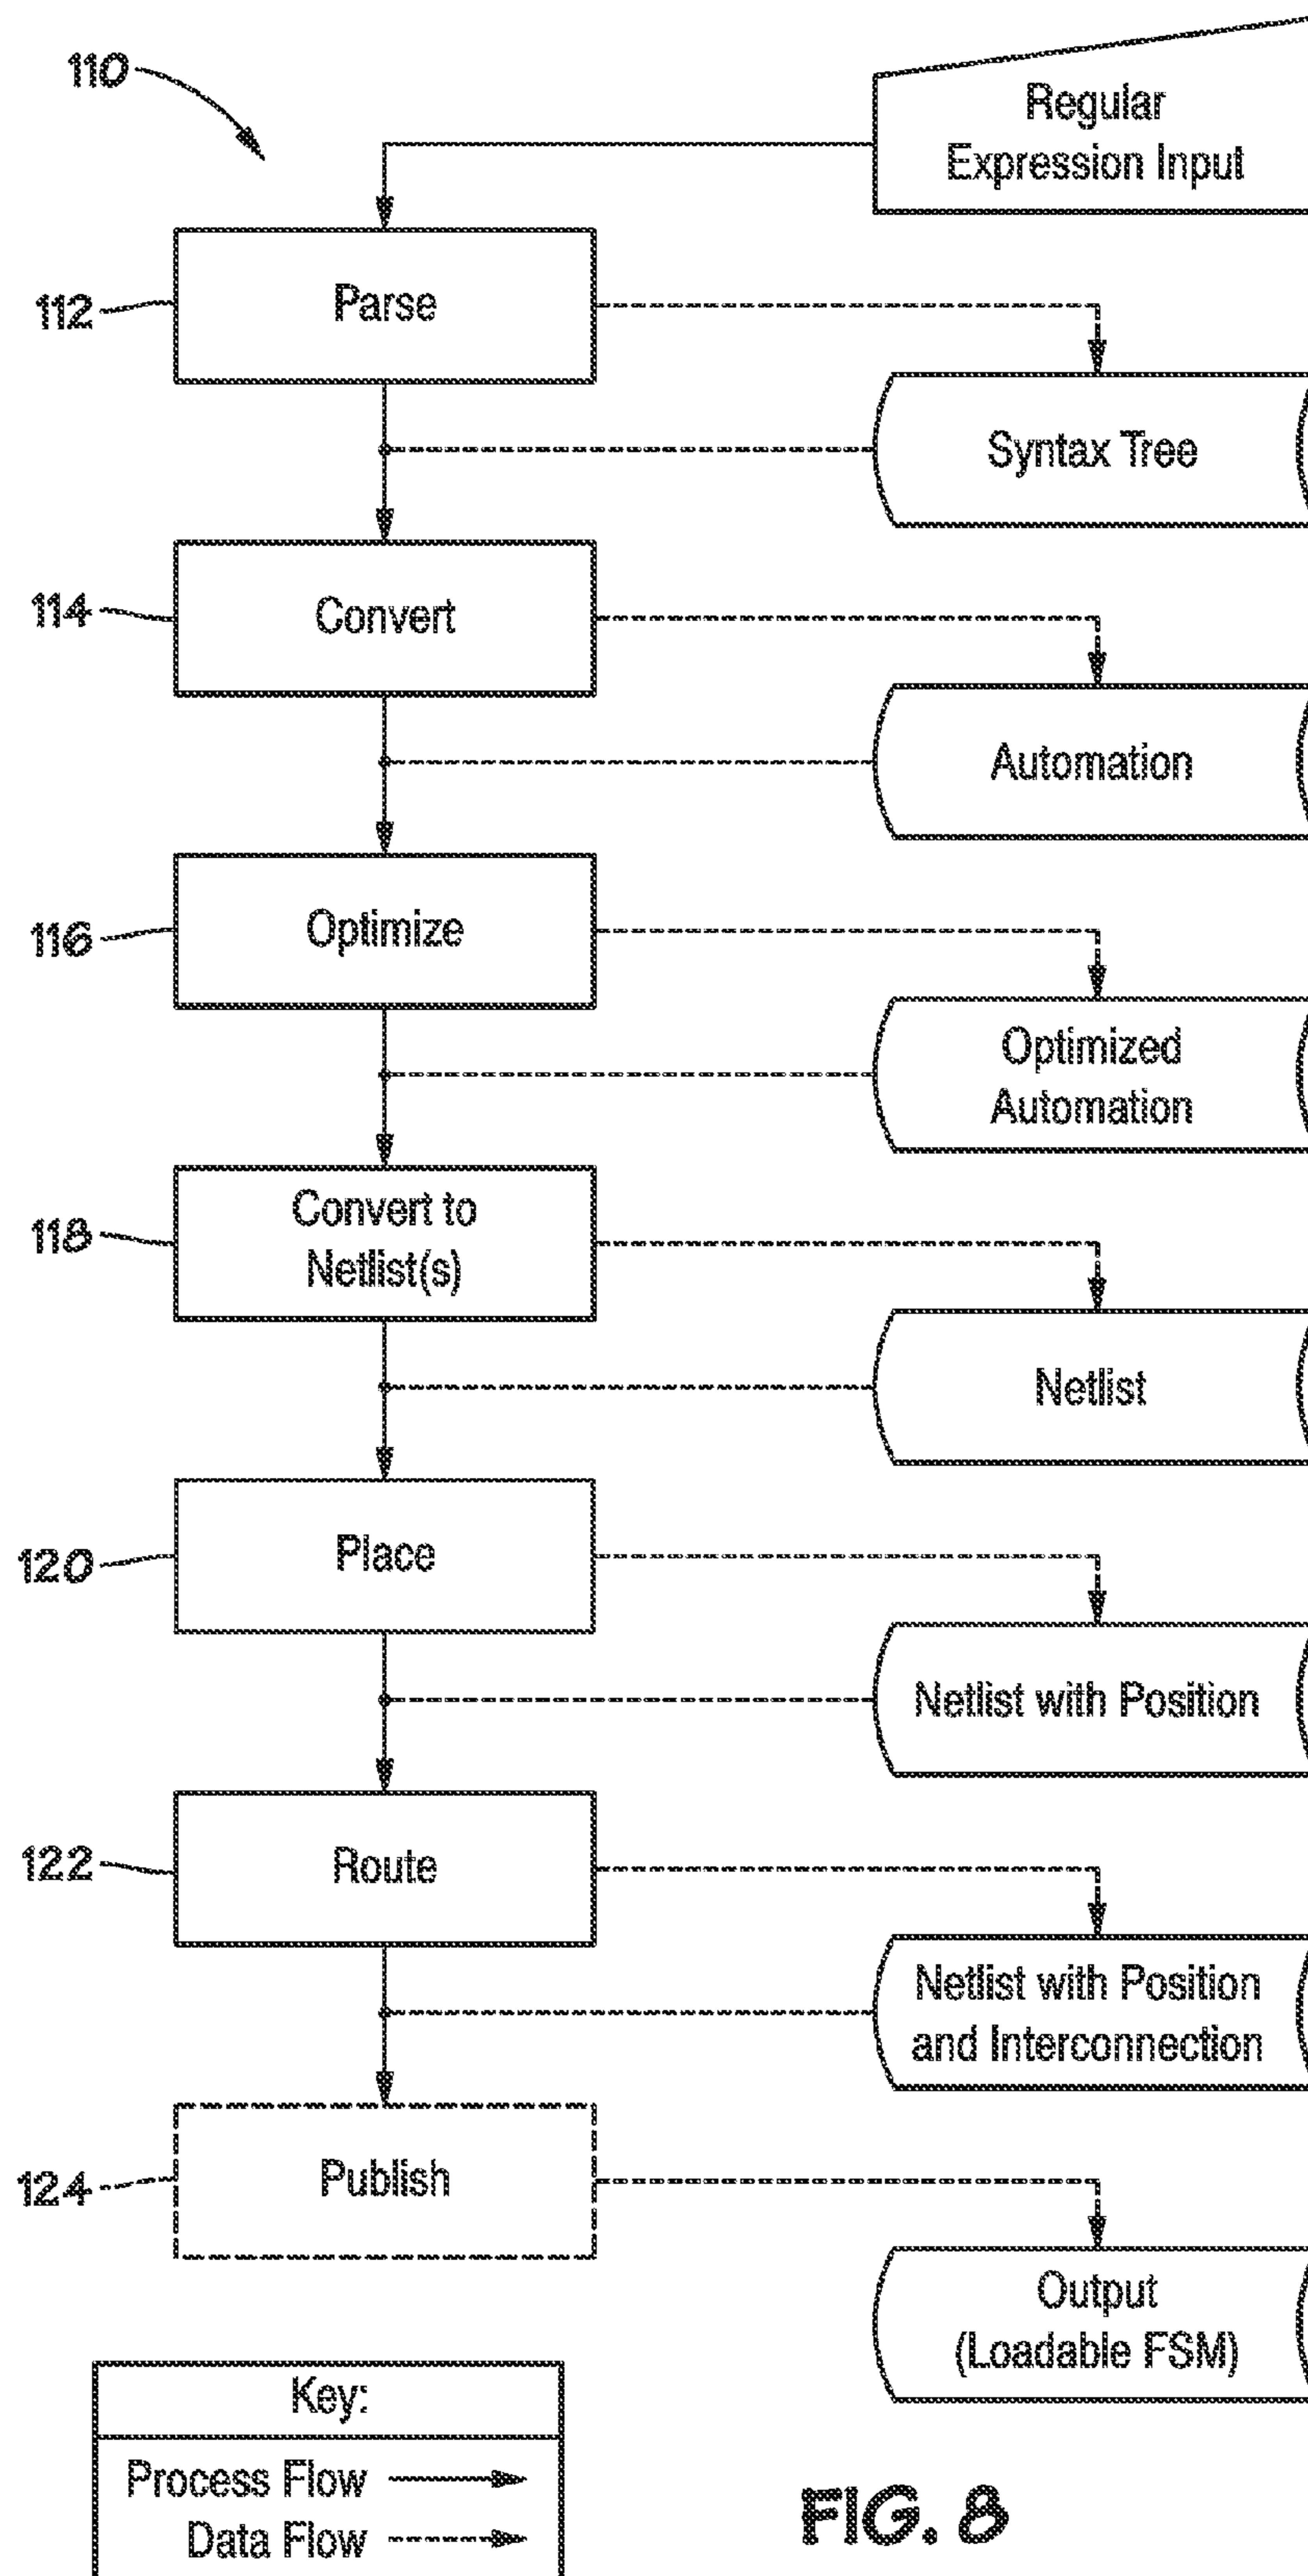 110
Regular
Expression Input
112
Parse
Syntax Tree
114
Convert
Automation
116
Optimize
Optimized
Automation
118
Convert to
Netlist(s)
Netlist
120
Place
Netlist with Position
122
Route
Netlist with Position
and Interconnection
124
Publish
Output
(Loadable FSM)
Key:
Process Flow
Data Flow
FIG. 8